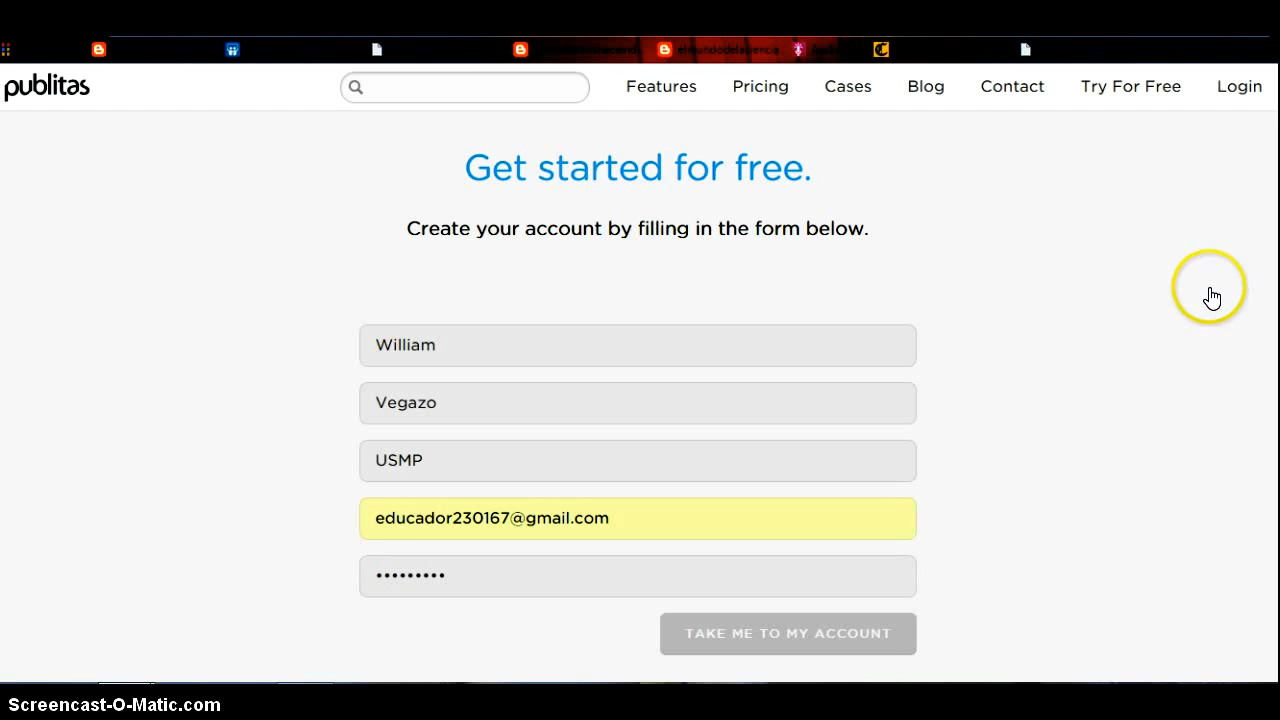 publitas
Features Pricing Cases Blog Contact Try For Free Login
Get started for free.
Create your account by filling in the form below.
William
Vegazo
USMP
educador230167@gmail.com
•••••••••
TAKE ME TO MY ACCOUNT
Screencast-O-Matic.com